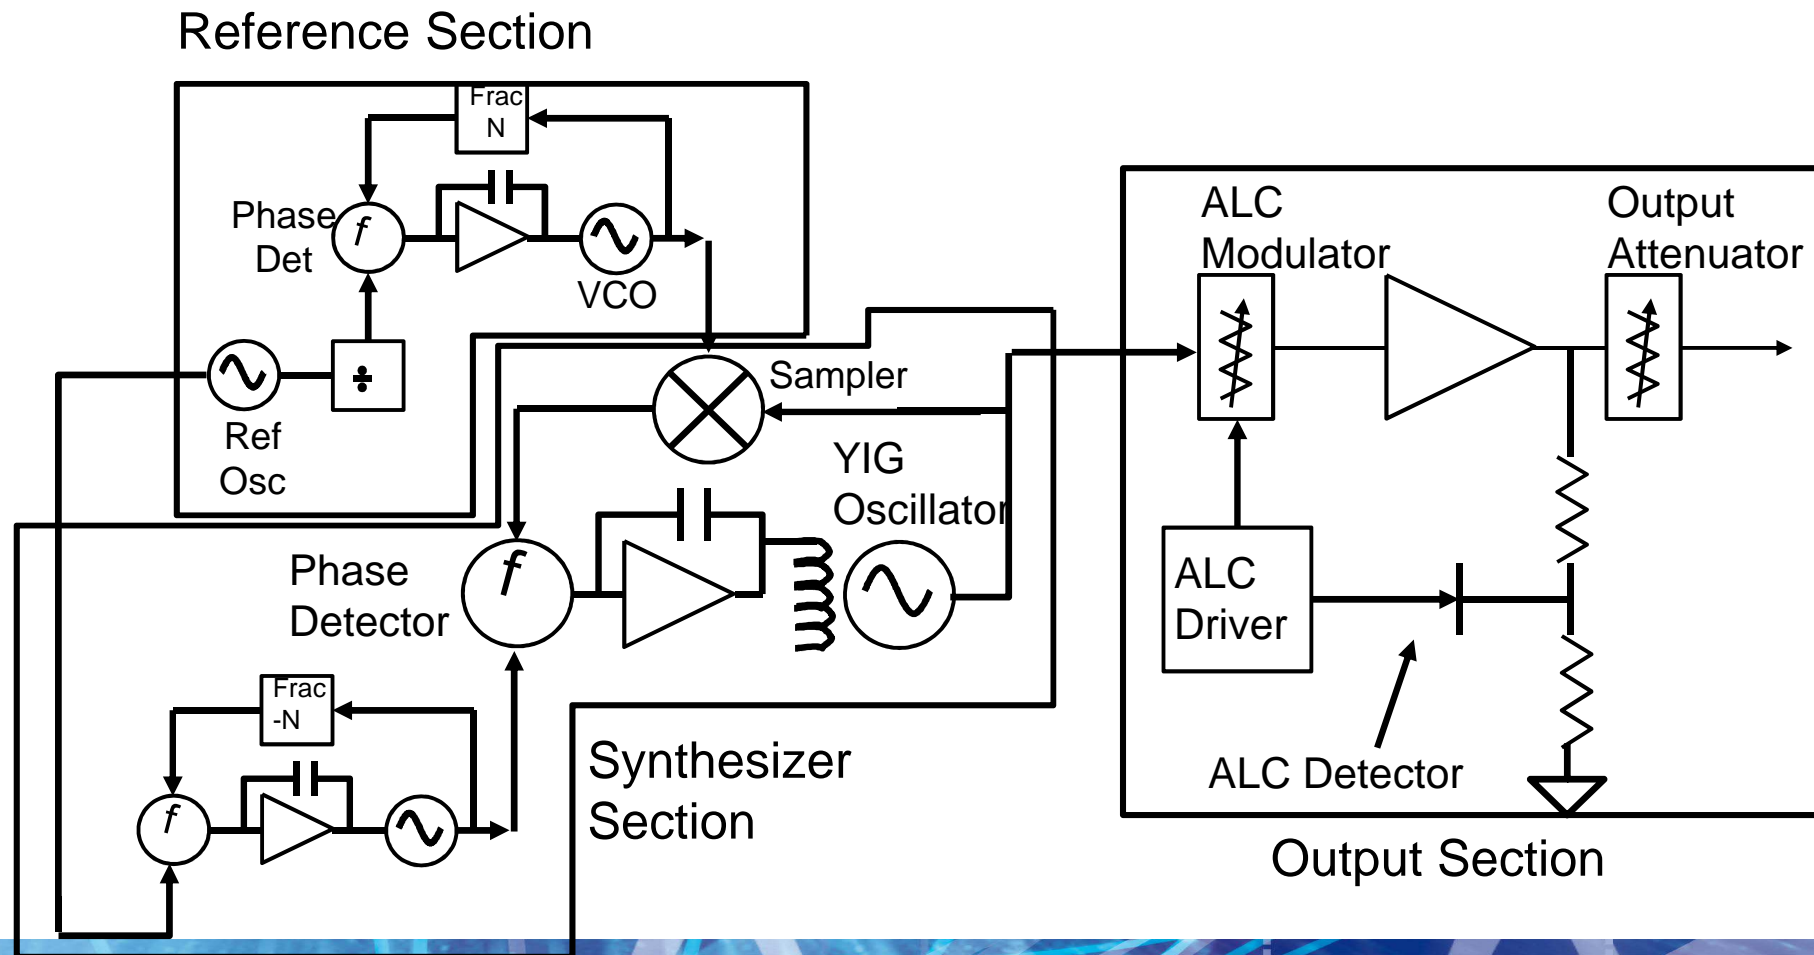 Reference Section
Frac
N
Phase
Det
f
VCO
÷
Ref
Osc
Sampler
YIG
Oscillator
Phase
Detector
f
Frac
-N
f
Synthesizer
Section
ALC
Modulator
Output
Attenuator
ALC
Driver
ALC Detector
Output Section